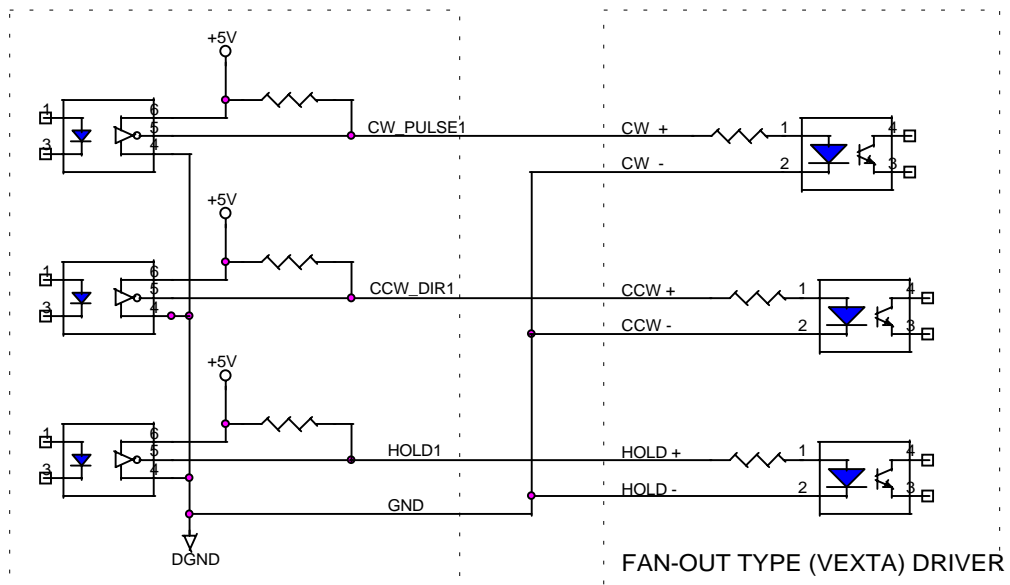 +5V
1 6
5 CW_PULSE1 CW + 1 4
3 4 CW - 2 3
+5V
1 6
5 CCW_DIR1 CCW + 1 4
3 4 CCW - 2 3
+5V
1 6
5 HOLD1 HOLD + 1 4
3 4 HOLD - 2 3
GND
DGND
FAN-OUT TYPE (VEXTA) DRIVER